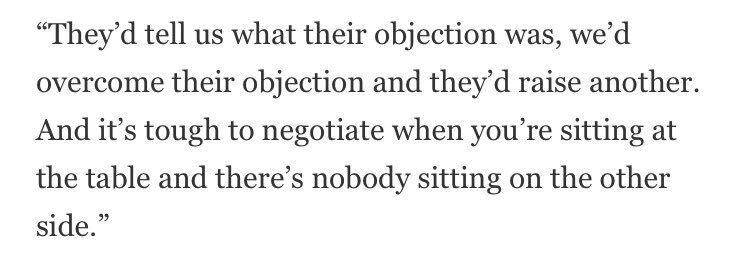 “They’d tell us what their objection was, we’d
overcome their objection and they’d raise another.
And it’s tough to negotiate when you’re sitting at
the table and there’s nobody sitting on the other
side.”